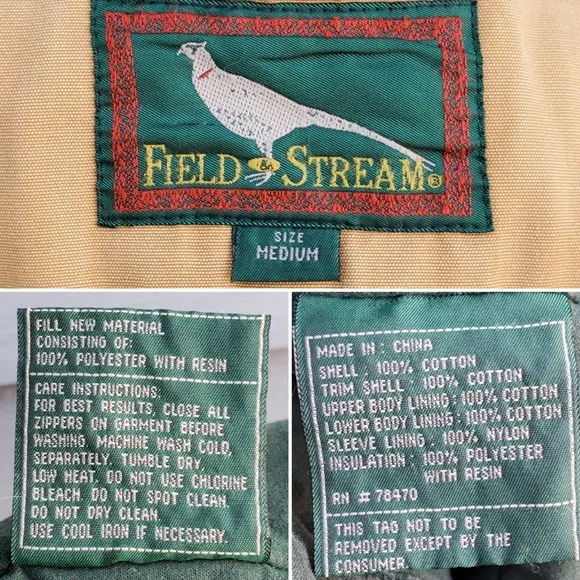 FIELD & STREAM®
SIZE
MEDIUM
FILL NEW MATERIAL
CONSISTING OF:
100% POLYESTER WITH RESIN
CARE INSTRUCTIONS:
FOR BEST RESULTS, CLOSE ALL
ZIPPERS ON GARMENT BEFORE
WASHING. MACHINE WASH COLD,
SEPARATELY. TUMBLE DRY
LOW HEAT. DO NOT USE CHLORINE
BLEACH. DO NOT SPOT CLEAN.
DO NOT DRY CLEAN.
USE COOL IRON IF NECESSARY.
MADE IN : CHINA
SHELL : 100% COTTON
TRIM SHELL : 100% COTTON
UPPER BODY LINING : 100% COTTON
LOWER BODY LINING : 100% COTTON
SLEEVE LINING : 100% NYLON
INSULATION : 100% POLYESTER
WITH RESIN
RN # 78470
THIS TAG NOT TO BE
REMOVED EXCEPT BY THE
CONSUMER.